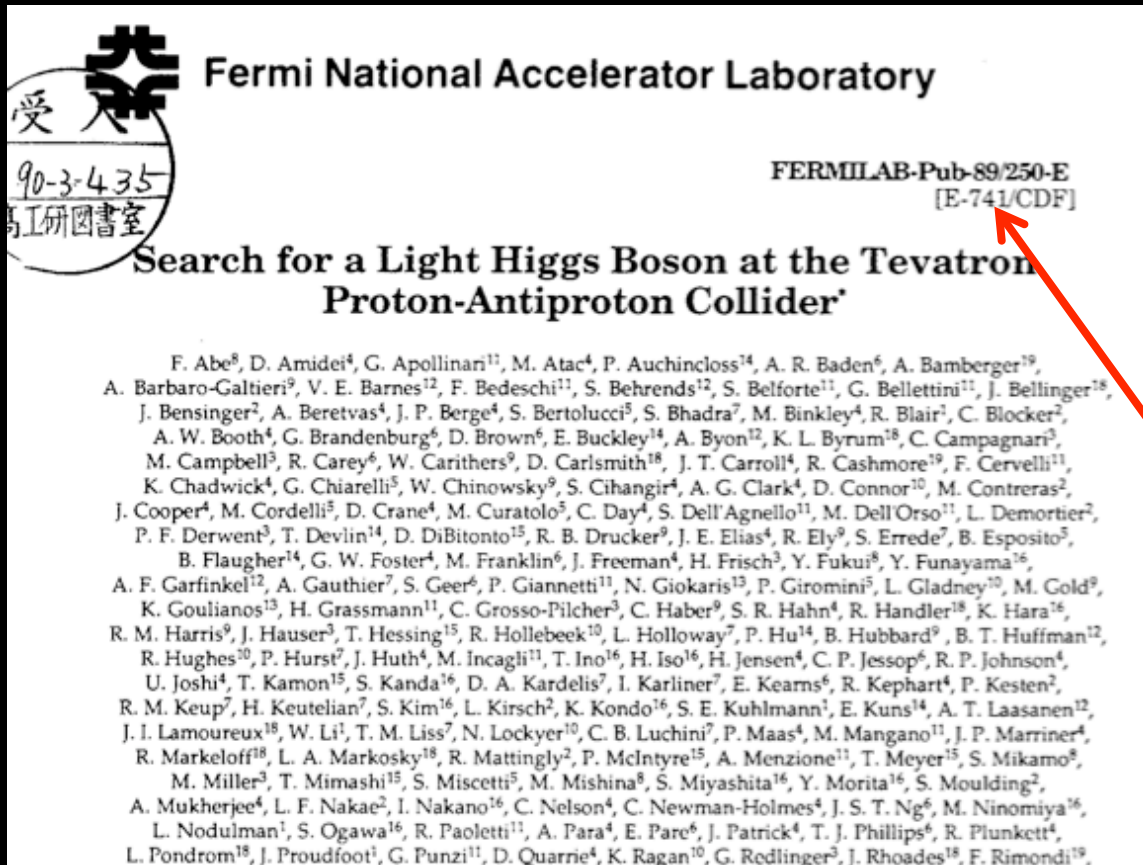 Fermi National Accelerator Laboratory
受入
90-3-435
高工研図書室
FERMILAB-Pub-89/250-E
[E-741/CDF]
Search for a Light Higgs Boson at the Tevatron
Proton-Antiproton Collider*
F. Abe⁸, D. Amidei⁴, G. Apollinari¹¹, M. Atac⁴, P. Auchincloss¹⁴, A. R. Baden⁶, A. Bamberger¹⁹,
A. Barbaro-Galtieri⁹, V. E. Barnes¹², F. Bedeschi¹¹, S. Behrends¹², S. Belforte¹¹, G. Bellettini¹¹, J. Bellinger¹⁸,
J. Bensinger², A. Beretvas⁴, J. P. Berge⁴, S. Bertolucci⁵, S. Bhadra⁷, M. Binkley⁴, R. Blair¹, C. Blocker²,
A. W. Booth⁴, G. Brandenburg⁶, D. Brown⁶, E. Buckley¹⁴, A. Byon¹², K. L. Byrum¹⁸, C. Campagnari³,
M. Campbell³, R. Carey⁶, W. Carithers⁹, D. Carlsmith¹⁸, J. T. Carroll⁴, R. Cashmore¹⁹, F. Cervelli¹¹,
K. Chadwick⁴, G. Chiarelli⁵, W. Chinowsky⁹, S. Cihangir⁴, A. G. Clark⁴, D. Connor¹⁰, M. Contreras²,
J. Cooper⁴, M. Cordelli⁵, D. Crane⁴, M. Curatolo⁵, C. Day⁴, S. Dell'Agnello¹¹, M. Dell'Orso¹¹, L. Demortier²,
P. F. Derwent³, T. Devlin¹⁴, D. DiBitonto¹⁵, R. B. Drucker⁹, J. E. Elias⁴, R. Ely⁹, S. Errede⁷, B. Esposito⁵,
B. Flaugher¹⁴, G. W. Foster⁴, M. Franklin⁶, J. Freeman⁴, H. Frisch³, Y. Fukui⁸, Y. Funayama¹⁶,
A. F. Garfinkel¹², A. Gauthier⁷, S. Geer⁶, P. Giannetti¹¹, N. Giokaris¹³, P. Giromini⁵, L. Gladney¹⁰, M. Gold⁹,
K. Goulianos¹³, H. Grassmann¹¹, C. Grosso-Pilcher³, C. Haber⁹, S. R. Hahn⁴, R. Handler¹⁸, K. Hara¹⁶,
R. M. Harris⁹, J. Hauser³, T. Hessing¹⁵, R. Hollebeek¹⁰, L. Holloway⁷, P. Hu¹⁴, B. Hubbard⁹ , B. T. Huffman¹²,
R. Hughes¹⁰, P. Hurst⁷, J. Huth⁴, M. Incagli¹¹, T. Ino¹⁶, H. Iso¹⁶, H. Jensen⁴, C. P. Jessop⁶, R. P. Johnson⁴,
U. Joshi⁴, T. Kamon¹⁵, S. Kanda¹⁶, D. A. Kardelis⁷, I. Karliner⁷, E. Kearns⁶, R. Kephart⁴, P. Kesten²,
R. M. Keup⁷, H. Keutelian⁷, S. Kim¹⁶, L. Kirsch², K. Kondo¹⁶, S. E. Kuhlmann¹, E. Kuns¹⁴, A. T. Laasanen¹²,
J. I. Lamoureux¹⁸, W. Li¹, T. M. Liss⁷, N. Lockyer¹⁰, C. B. Luchini⁷, P. Maas⁴, M. Mangano¹¹, J. P. Marriner⁴,
R. Markeloff¹⁸, L. A. Markosky¹⁸, R. Mattingly², P. McIntyre¹⁵, A. Menzione¹¹, T. Meyer¹⁵, S. Mikamo⁸,
M. Miller³, T. Mimashi¹⁵, S. Miscetti⁵, M. Mishina⁸, S. Miyashita¹⁶, Y. Morita¹⁶, S. Moulding²,
A. Mukherjee⁴, L. F. Nakae², I. Nakano¹⁶, C. Nelson⁴, C. Newman-Holmes⁴, J. S. T. Ng⁶, M. Ninomiya¹⁶,
L. Nodulman¹, S. Ogawa¹⁶, R. Paoletti¹¹, A. Para⁴, E. Pare⁶, J. Patrick⁴, T. J. Phillips⁶, R. Plunkett⁴,
L. Pondrom¹⁸, J. Proudfoot¹, G. Punzi¹¹, D. Quarrie⁴, K. Ragan¹⁰, G. Redlinger³, J. Rhoades¹⁸, F. Rimondi¹⁹,